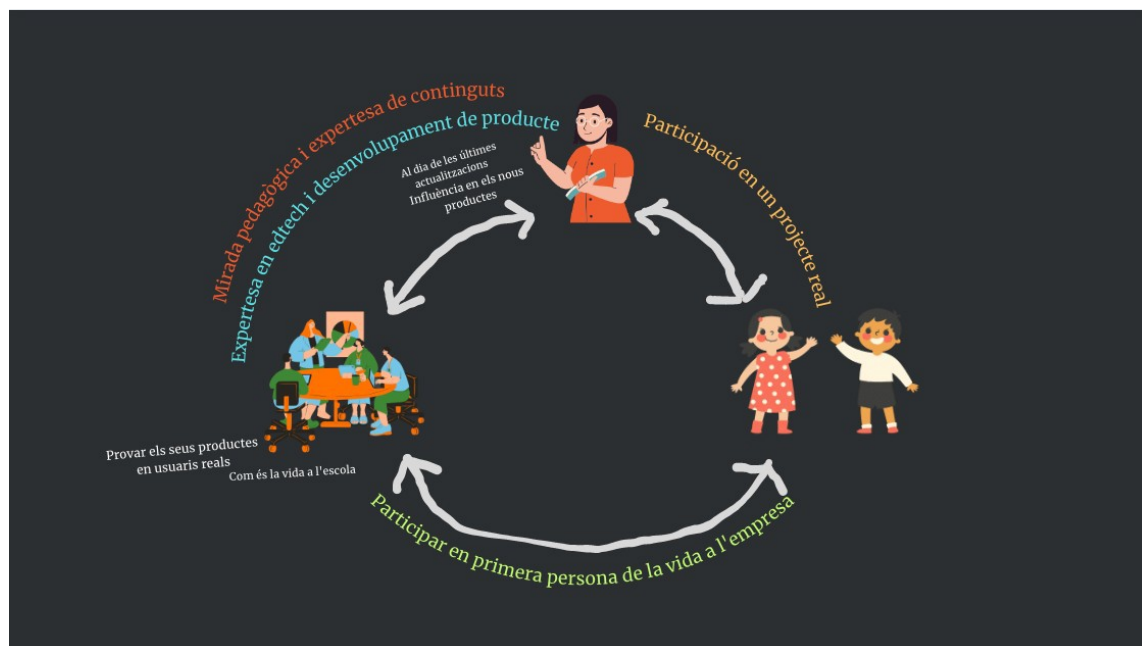 Mirada pedagògica i expertesa de continguts
Expertesa en edtech i desenvolupament de producte
Al dia de les últimes
actualitzacions
Influència en els nous
productes
Participació en un projecte real
Provar els seus productes
en usuaris reals
Com és la vida a l'escola
Participar en primera persona de la vida a l'empresa